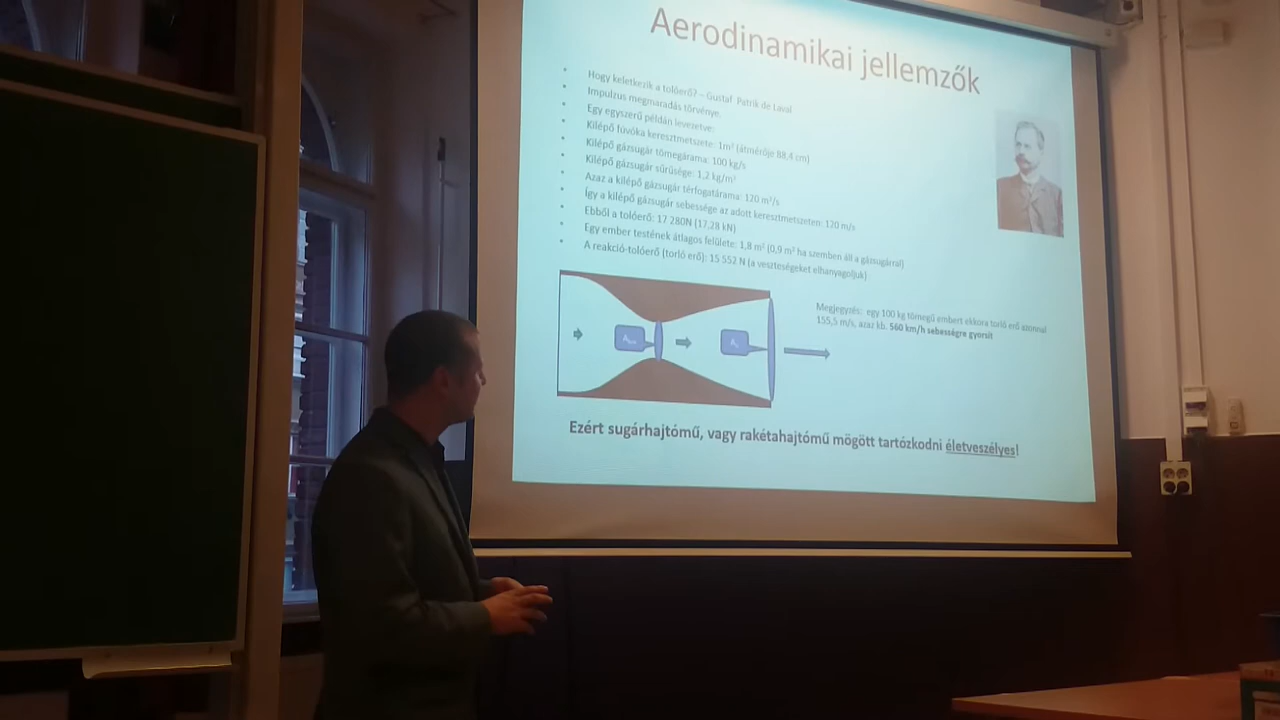 Aerodinamikai jellemzők
• Hogy keletkezik a tolóerő? – Gustaf Patrik de Laval
• Impulzus megmaradás törvénye.
• Egy egyszerű példán levezetve:
• Kilépő fúvóka keresztmetszete: 1m² (átmérője 88,4 cm)
• Kilépő gázsugár tömegárama: 100 kg/s
• Kilépő gázsugár sűrűsége: 1,2 kg/m³
• Azaz a kilépő gázsugár térfogatárama: 120 m³/s
• Így a kilépő gázsugár sebessége az adott keresztmetszeten: 120 m/s
• Ebből a tolóerő: 17 280N (17,28 kN)
• Egy ember testének átlagos felülete: 1,8 m² (0,9 m² ha szemben áll a gázsugárral)
• A reakció-tolóerő (torló erő): 15 552 N (a veszteségeket elhanyagoljuk)
Megjegyzés: egy 100 kg tömegű embert ekkora torló erő azonnal
155,5 m/s, azaz kb. 560 km/h sebességre gyorsít
Ezért sugárhajtómű, vagy rakétahajtómű mögött tartózkodni életveszélyes!